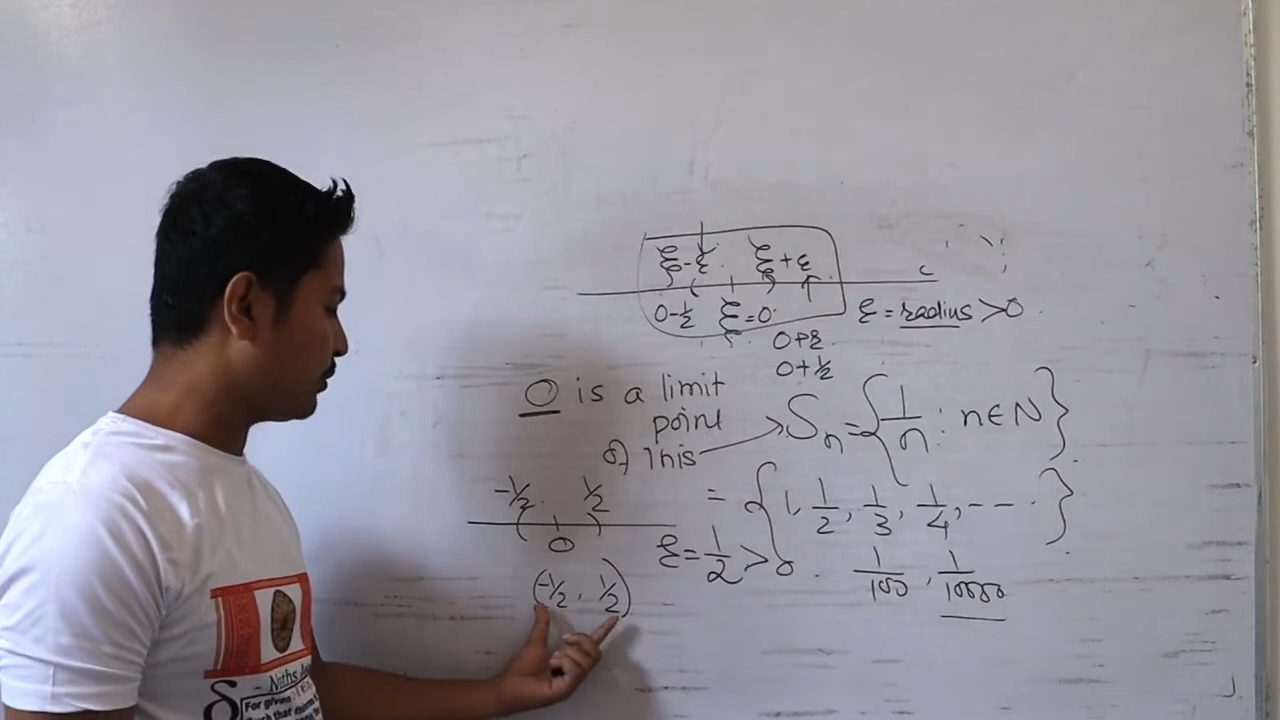 ξ-ε ξ+ε
0-½ ξ=0
ε = radius >0
0+ε
0+½
0 is a limit point of this → Sn = { 1/n : n∈N }
= { 1, 1/2, 1/3, 1/4, --- }
-½ ½
0
ε = 1/2 > 0
1/100 , 
(-½, ½)
δ - Maths
For given
Such that